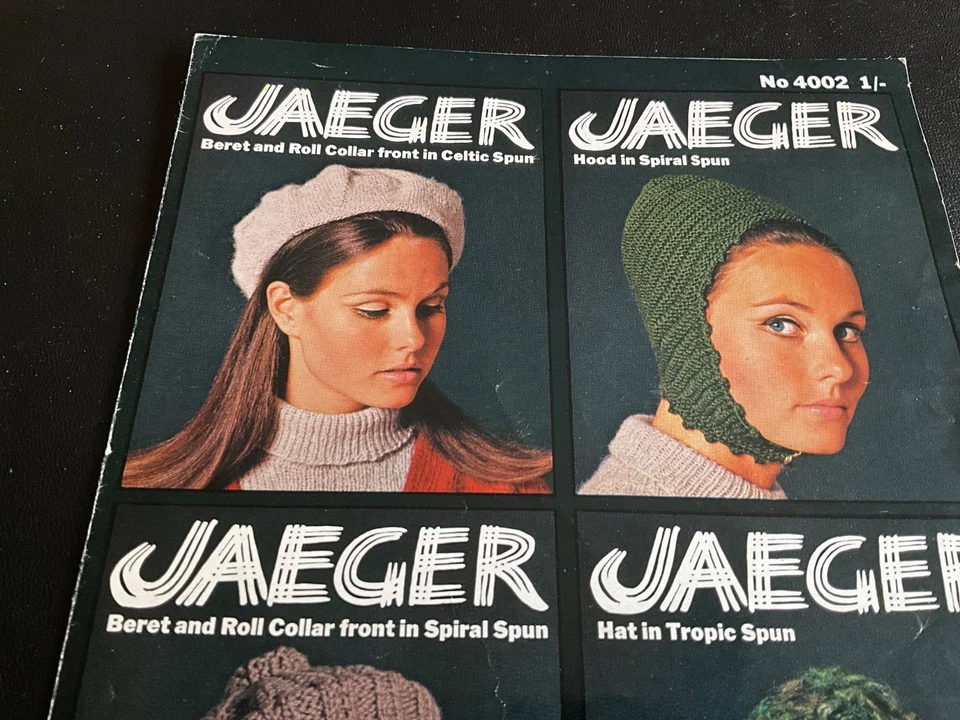 No 4002 1/-
JAEGER
Beret and Roll Collar front in Celtic Spun
JAEGER
Hood in Spiral Spun
JAEGER
Beret and Roll Collar front in Spiral Spun
JAEGER
Hat in Tropic Spun